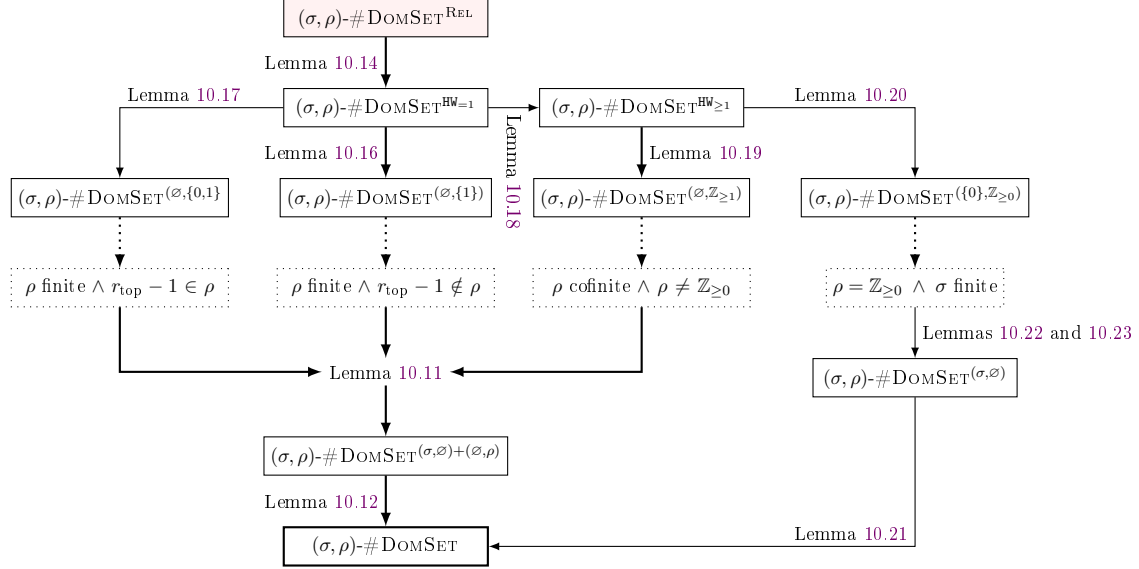 (σ, ρ)-#DOMSET^REL
Lemma 10.14
Lemma 10.17
(σ, ρ)-#DOMSET^HW=1
(σ, ρ)-#DOMSET^HW≥1
Lemma 10.20
Lemma 10.16
Lemma 10.18
Lemma 10.19
(σ, ρ)-#DOMSET^(∅,{0,1}
(σ, ρ)-#DOMSET^(∅,{1})
(σ, ρ)-#DOMSET^(∅,ℤ≥1)
(σ, ρ)-#DOMSET^({0},ℤ≥0)
ρ finite ∧ r_top − 1 ∈ ρ
ρ finite ∧ r_top − 1 ∉ ρ
ρ cofinite ∧ ρ ≠ ℤ≥0
ρ = ℤ≥0 ∧ σ finite
Lemmas 10.22 and 10.23
Lemma 10.11
(σ, ρ)-#DOMSET^(σ,∅)
(σ, ρ)-#DOMSET^(σ,∅)+(∅,ρ)
Lemma 10.12
Lemma 10.21
(σ, ρ)-#DOMSET